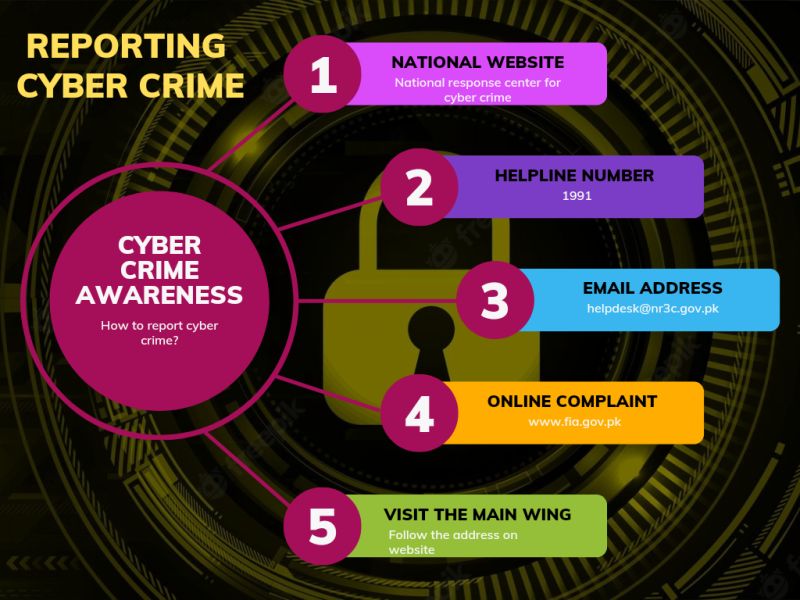 REPORTING
CYBER CRIME
1
NATIONAL WEBSITE
National response center for
cyber crime
2
HELPLINE NUMBER
1991
CYBER
CRIME
AWARENESS
How to report cyber
crime?
3
EMAIL ADDRESS
helpdesk@nr3c.gov.pk
4
ONLINE COMPLAINT
www.fia.gov.pk
5
VISIT THE MAIN WING
Follow the address on
website